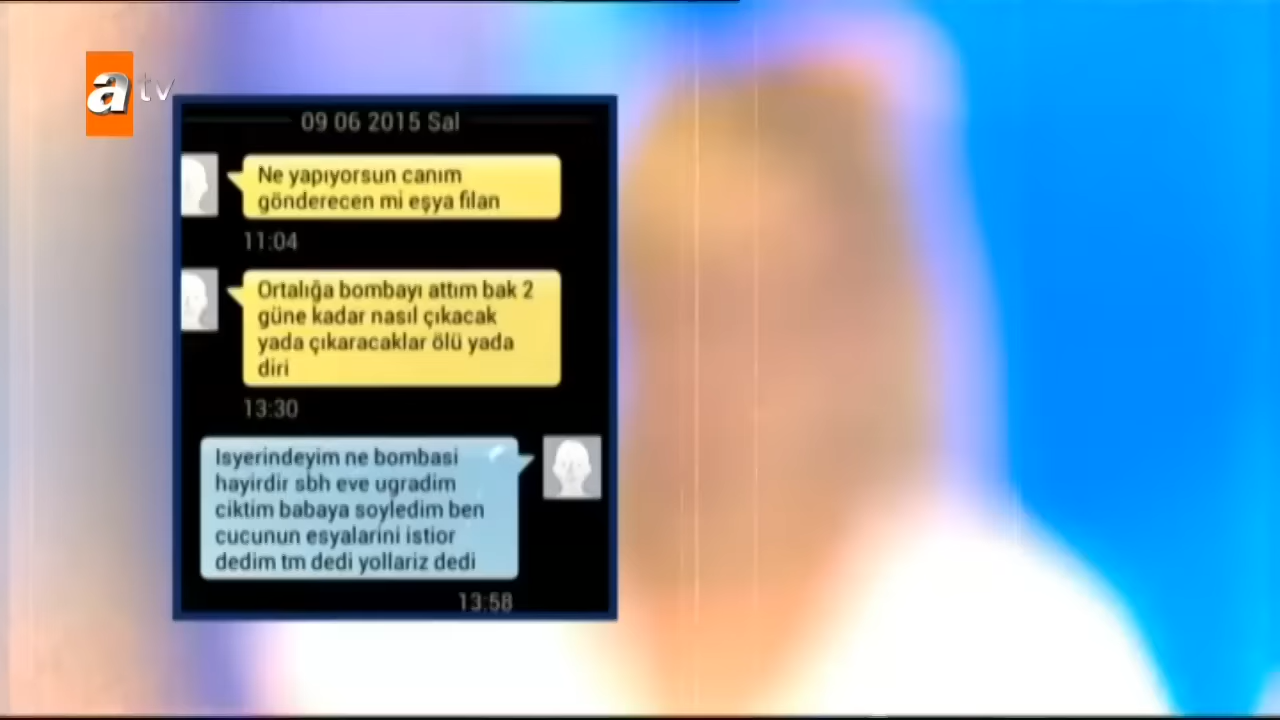 a tv
09 06 2015 Sal
Ne yapıyorsun canım
gönderecen mi eşya filan
11:04
Ortalığa bombayı attım bak 2
güne kadar nasıl çıkacak
yada çıkaracaklar ölü yada
diri
13:30
Isyerindeyim ne bombasi
hayirdir sbh eve ugradim
ciktim babaya soyledim ben
cucunun esyalarini istior
dedim tm dedi yollariz dedi
13:58